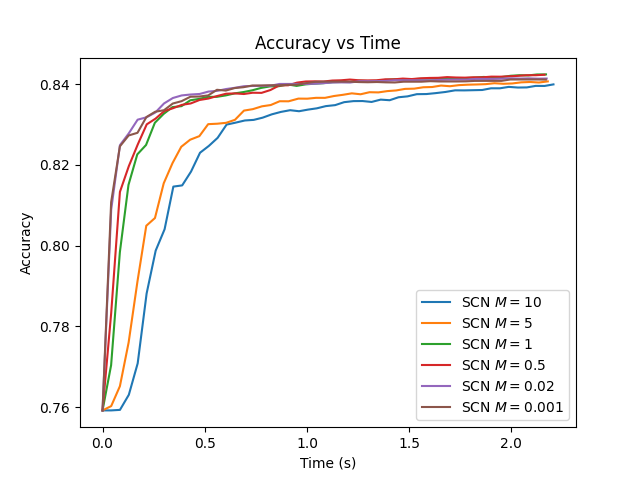 Accuracy vs Time
Accuracy
0.84
0.82
0.80
0.78
0.76
0.0
0.5
1.0
1.5
2.0
Time (s)
SCN M = 10
SCN M = 5
SCN M = 1
SCN M = 0.5
SCN M = 0.02
SCN M = 0.001